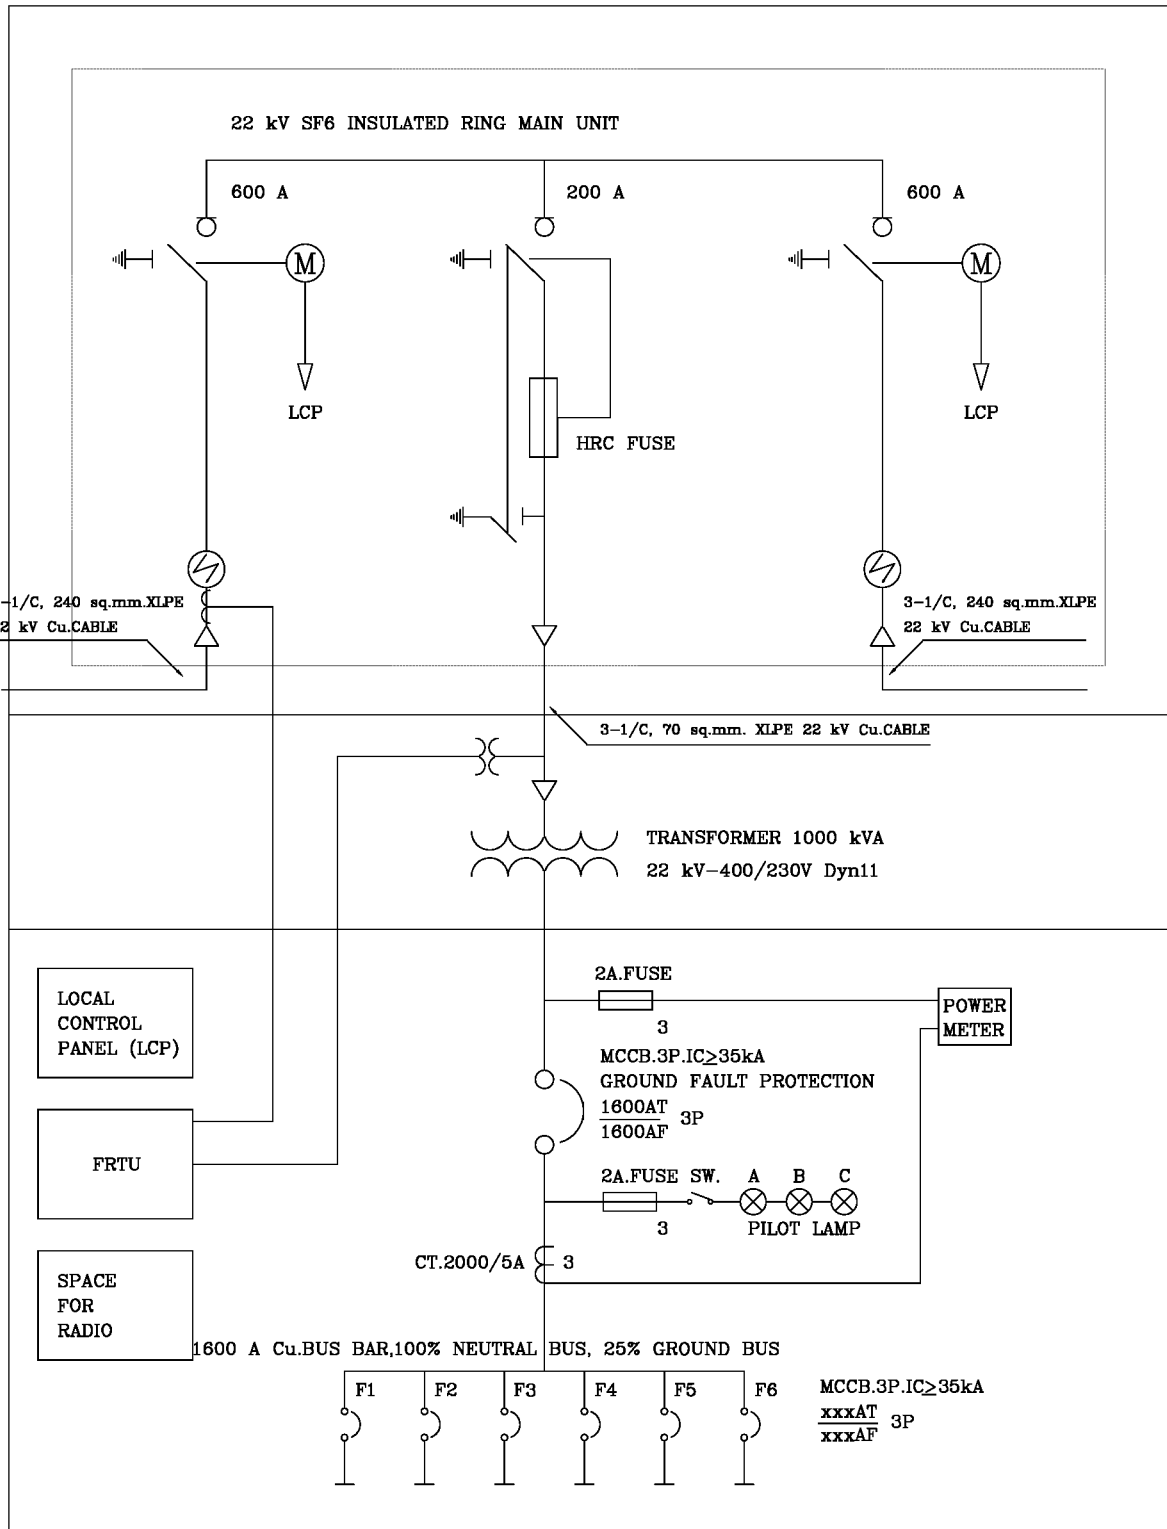 22 kV SF6 INSULATED RING MAIN UNIT
600 A
200 A
600 A
M
M
LCP
LCP
HRC FUSE
-1/C, 240 sq.mm.XLPE
2 kV Cu.CABLE
3-1/C, 240 sq.mm.XLPE
22 kV Cu.CABLE
3-1/C, 70 sq.mm. XLPE 22 kV Cu.CABLE
TRANSFORMER 1000 kVA
22 kV-400/230V Dyn11
LOCAL
CONTROL
PANEL (LCP)
2A.FUSE
3
POWER
METER
MCCB.3P.IC≥35kA
GROUND FAULT PROTECTION
1600AT
1600AF
3P
FRTU
2A.FUSE SW. A B C
3
PILOT LAMP
CT.2000/5A 3
SPACE
FOR
RADIO
1600 A Cu.BUS BAR,100% NEUTRAL BUS, 25% GROUND BUS
F1 F2 F3 F4 F5 F6
MCCB.3P.IC≥35kA
xxxAT
xxxAF
3P